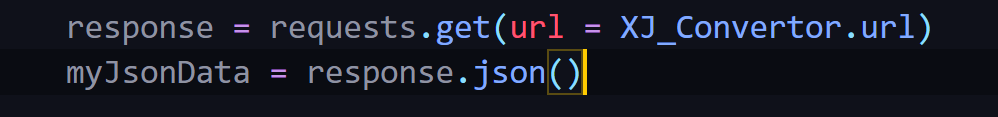 response = requests.get(url = XJ_Convertor.url)
myJsonData = response.json()